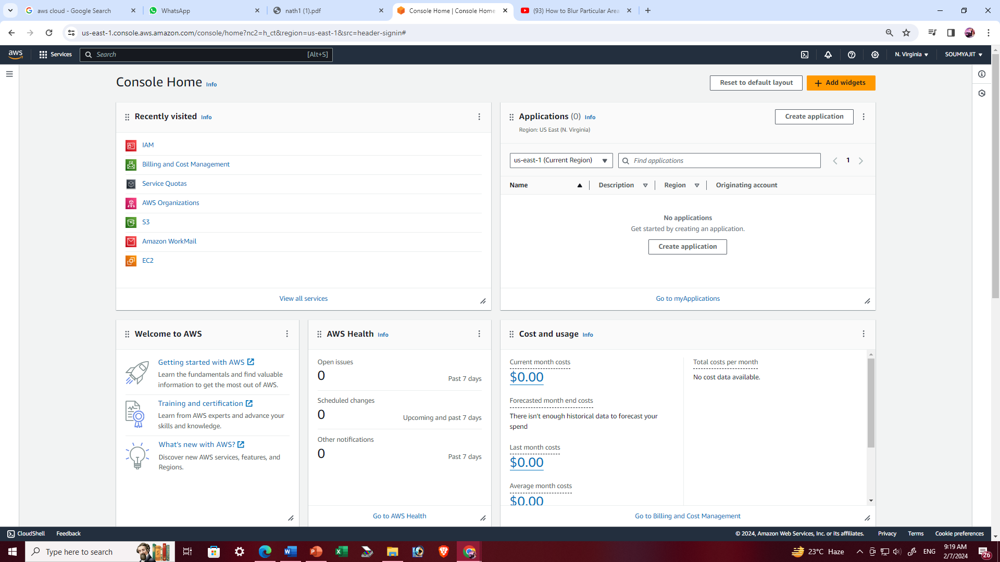 aws cloud - Google Search
WhatsApp
nath1 (1).pdf
Console Home | Console Home
(93) How to Blur Particular Area
us-east-1.console.aws.amazon.com/console/home?nc2=h_ct&region=us-east-1&src=header-signin#
aws
Services
Search
[Alt+S]
N. Virginia
SOUMYAJIT
Console Home Info
Reset to default layout
Add widgets
Recently visited Info
IAM
Billing and Cost Management
Service Quotas
AWS Organizations
S3
Amazon WorkMail
EC2
View all services
Applications (0) Info
Region: US East (N. Virginia)
Create application
us-east-1 (Current Region)
Find applications
1
Name
Description
Region
Originating account
No applications
Get started by creating an application.
Create application
Go to myApplications
Welcome to AWS
Getting started with AWS
Learn the fundamentals and find valuable
information to get the most out of AWS.
Training and certification
Learn from AWS experts and advance your
skills and knowledge.
What's new with AWS?
Discover new AWS services, features, and
Regions.
AWS Health Info
Open issues
0
Past 7 days
Scheduled changes
0
Upcoming and past 7 days
Other notifications
0
Past 7 days
Go to AWS Health
Cost and usage Info
Current month costs
$0.00
Forecasted month end costs
There isn't enough historical data to forecast your
spend
Last month costs
$0.00
Average month costs
$0.00
Total costs per month
No cost data available.
Go to Billing and Cost Management
CloudShell
Feedback
© 2024, Amazon Web Services, Inc. or its affiliates.
Privacy
Terms
Cookie preferences
Type here to search
23°C Haze
ENG
9:19 AM
2/7/2024
26